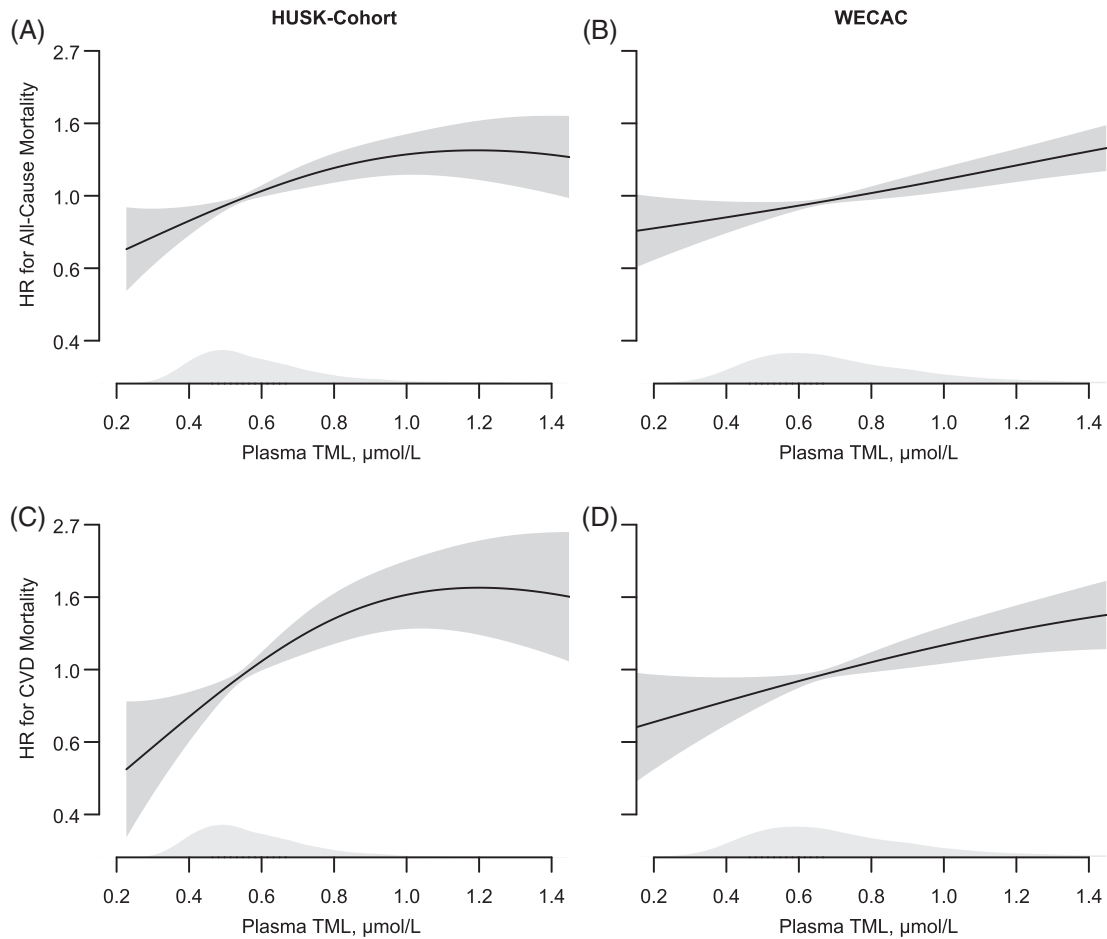 HUSK-Cohort
WECAC
(A)
(B)
2.7
1.6
1.0
0.6
0.4
HR for All-Cause Mortality
0.2 0.4 0.6 0.8 1.0 1.2 1.4
0.2 0.4 0.6 0.8 1.0 1.2 1.4
Plasma TML, µmol/L
Plasma TML, µmol/L
(C)
(D)
2.7
1.6
1.0
0.6
0.4
HR for CVD Mortality
0.2 0.4 0.6 0.8 1.0 1.2 1.4
0.2 0.4 0.6 0.8 1.0 1.2 1.4
Plasma TML, µmol/L
Plasma TML, µmol/L